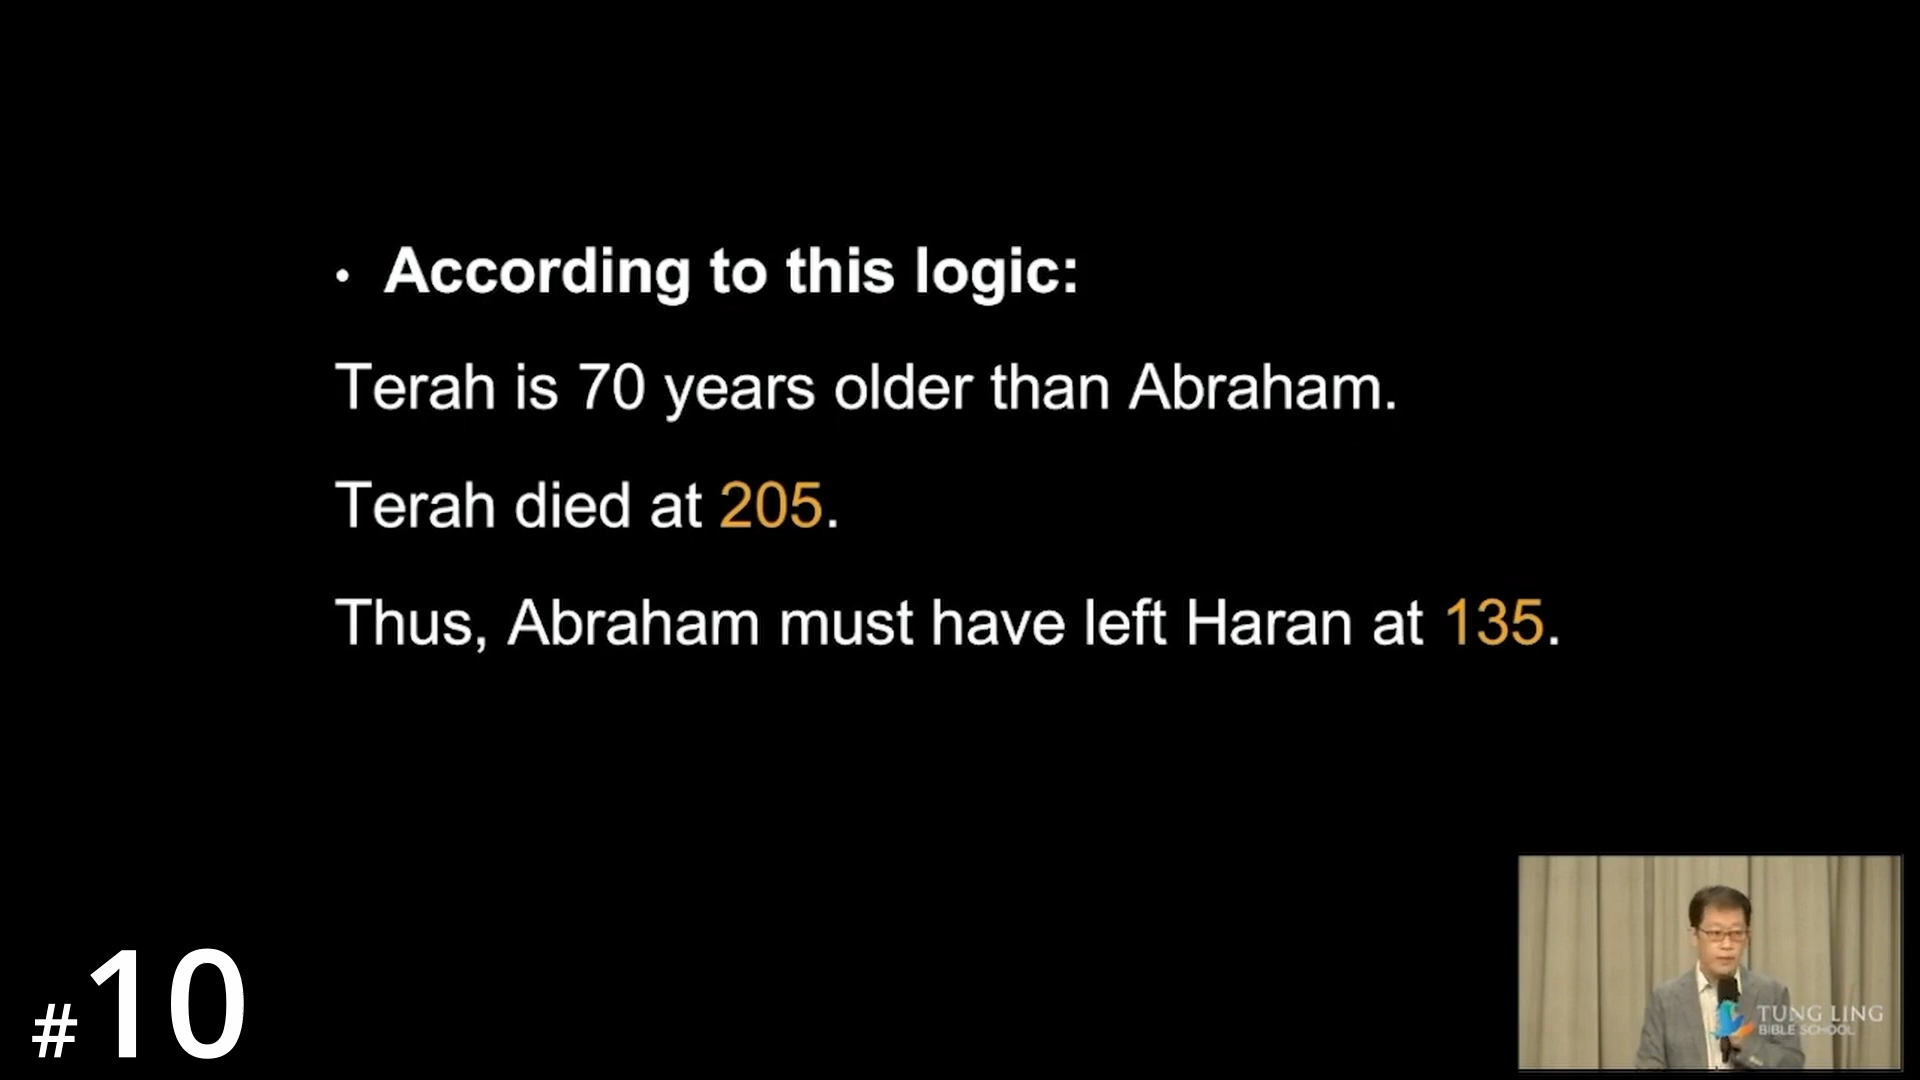 • According to this logic:
Terah is 70 years older than Abraham.
Terah died at 205.
Thus, Abraham must have left Haran at 135.
#10
TUNG LING
BIBLE SCHOOL